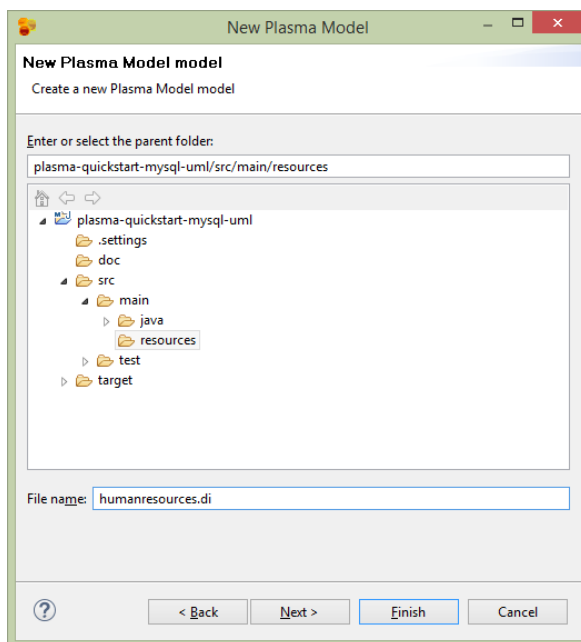 New Plasma Model
New Plasma Model model
Create a new Plasma Model model
Enter or select the parent folder:
plasma-quickstart-mysql-uml/src/main/resources
plasma-quickstart-mysql-uml
.settings
doc
src
main
java
resources
test
target
File name: humanresources.di
< Back Next > Finish Cancel